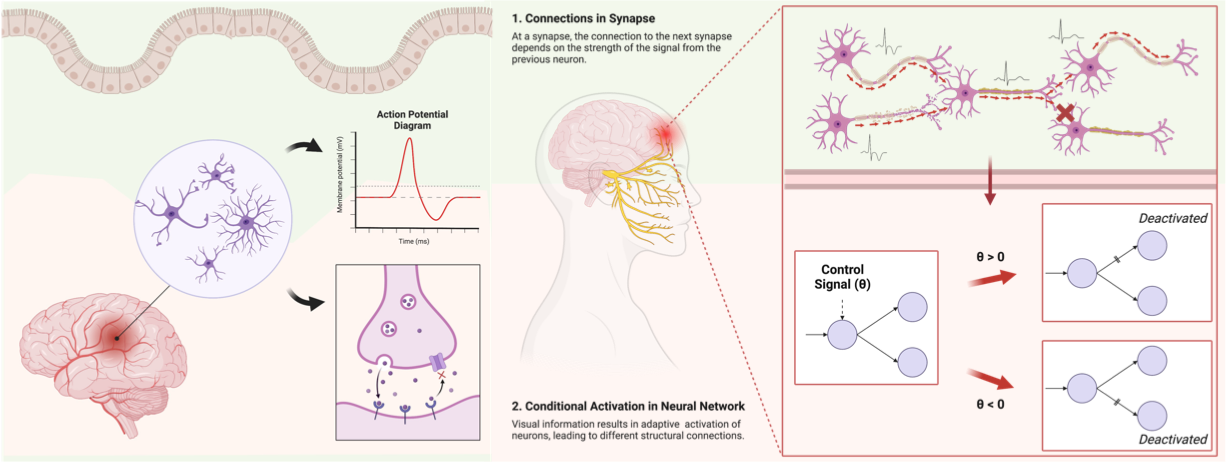 Action Potential
Diagram
Membrane potential (mV)
Time (ms)
1. Connections in Synapse
At a synapse, the connection to the next synapse
depends on the strength of the signal from the
previous neuron.
2. Conditional Activation in Neural Network
Visual information results in adaptive activation of
neurons, leading to different structural connections.
Control
Signal (θ)
θ > 0
θ < 0
Deactivated
Deactivated